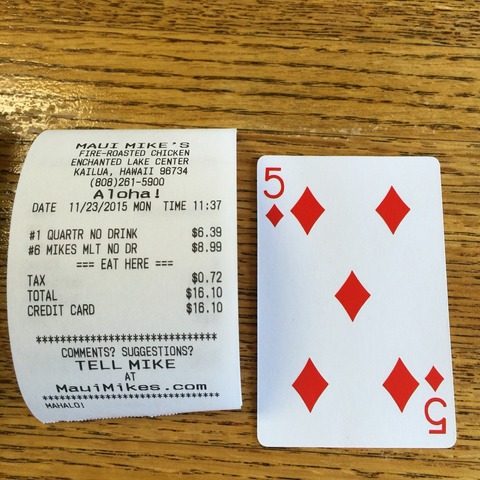 MAUI MIKE'S
FIRE-ROASTED CHICKEN
ENCHANTED LAKE CENTER
KAILUA, HAWAII 96734
(808)261-5900
Aloha!
DATE 11/23/2015 MON TIME 11:37
#1 QUARTR NO DRINK $6.39
#6 MIKES MLT NO DR $8.99
=== EAT HERE ===
TAX $0.72
TOTAL $16.10
CREDIT CARD $16.10
COMMENTS? SUGGESTIONS?
TELL MIKE
AT
MauiMikes.com
MAHALO!
5
5